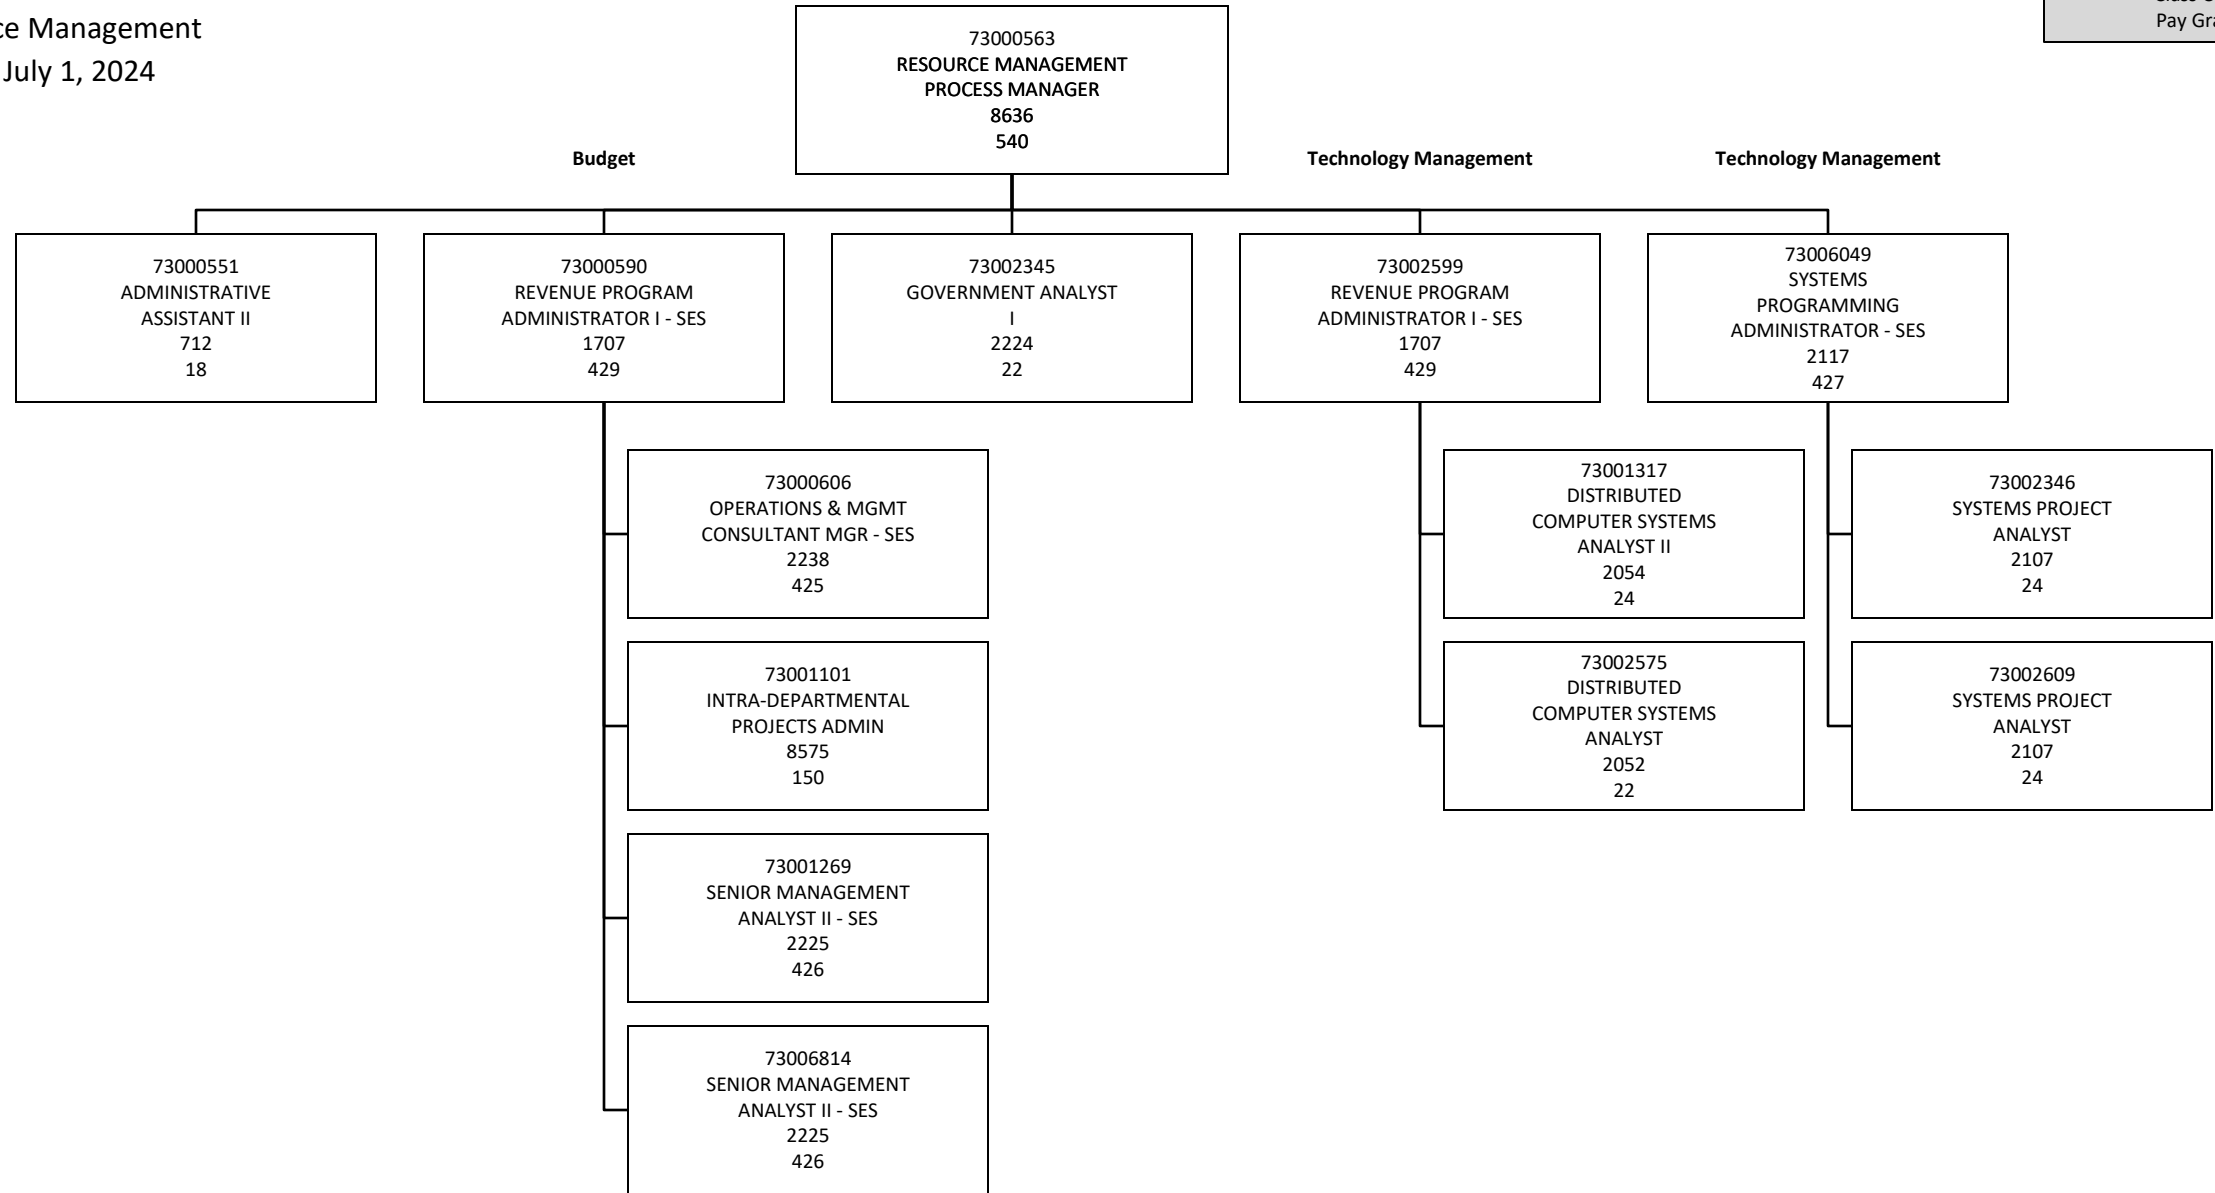 Management
July 1, 2024
Pay
73000563
RESOURCE MANAGEMENT
PROCESS MANAGER
8636
540
Budget
Technology Management
Technology Management
73000551
ADMINISTRATIVE
ASSISTANT II
712
18
73000590
REVENUE PROGRAM
ADMINISTRATOR I - SES
1707
429
73002345
GOVERNMENT ANALYST
I
2224
22
73002599
REVENUE PROGRAM
ADMINISTRATOR I - SES
1707
429
73006049
SYSTEMS
PROGRAMMING
ADMINISTRATOR - SES
2117
427
73000606
OPERATIONS & MGMT
CONSULTANT MGR - SES
2238
425
73001101
INTRA-DEPARTMENTAL
PROJECTS ADMIN
8575
150
73001269
SENIOR MANAGEMENT
ANALYST II - SES
2225
426
73006814
SENIOR MANAGEMENT
ANALYST II - SES
2225
426
73001317
DISTRIBUTED
COMPUTER SYSTEMS
ANALYST II
2054
24
73002575
DISTRIBUTED
COMPUTER SYSTEMS
ANALYST
2052
22
73002346
SYSTEMS PROJECT
ANALYST
2107
24
73002609
SYSTEMS PROJECT
ANALYST
2107
24